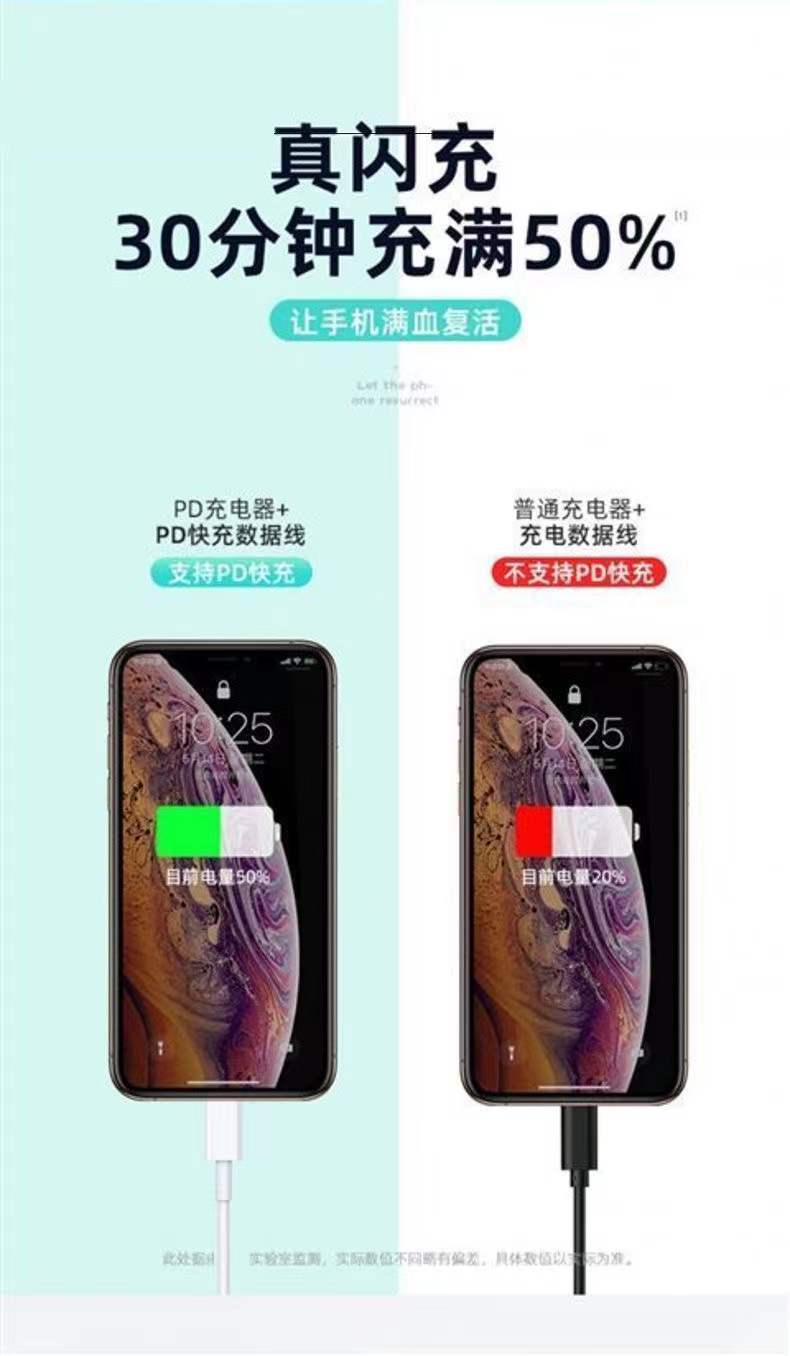 真闪充
30分钟充满50%[1]
让手机满血复活
Let the ph-
one resurrect
PD充电器+
PD快充数据线
支持PD快充
普通充电器+
充电数据线
不支持PD快充
10:25
目前电量50%
10:25
目前电量20%
实验室监测，实际数值不同略有偏差，具体数值以实际为准。